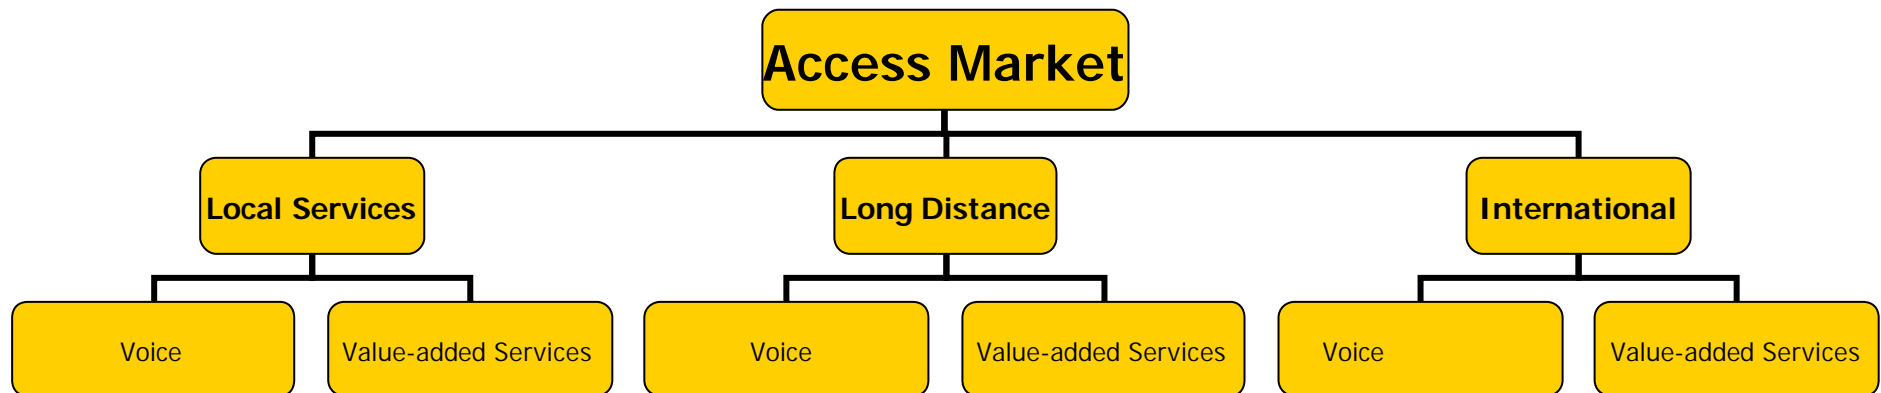 Access Market
Local Services
Long Distance
International
Voice
Value-added Services
Voice
Value-added Services
Voice
Value-added Services